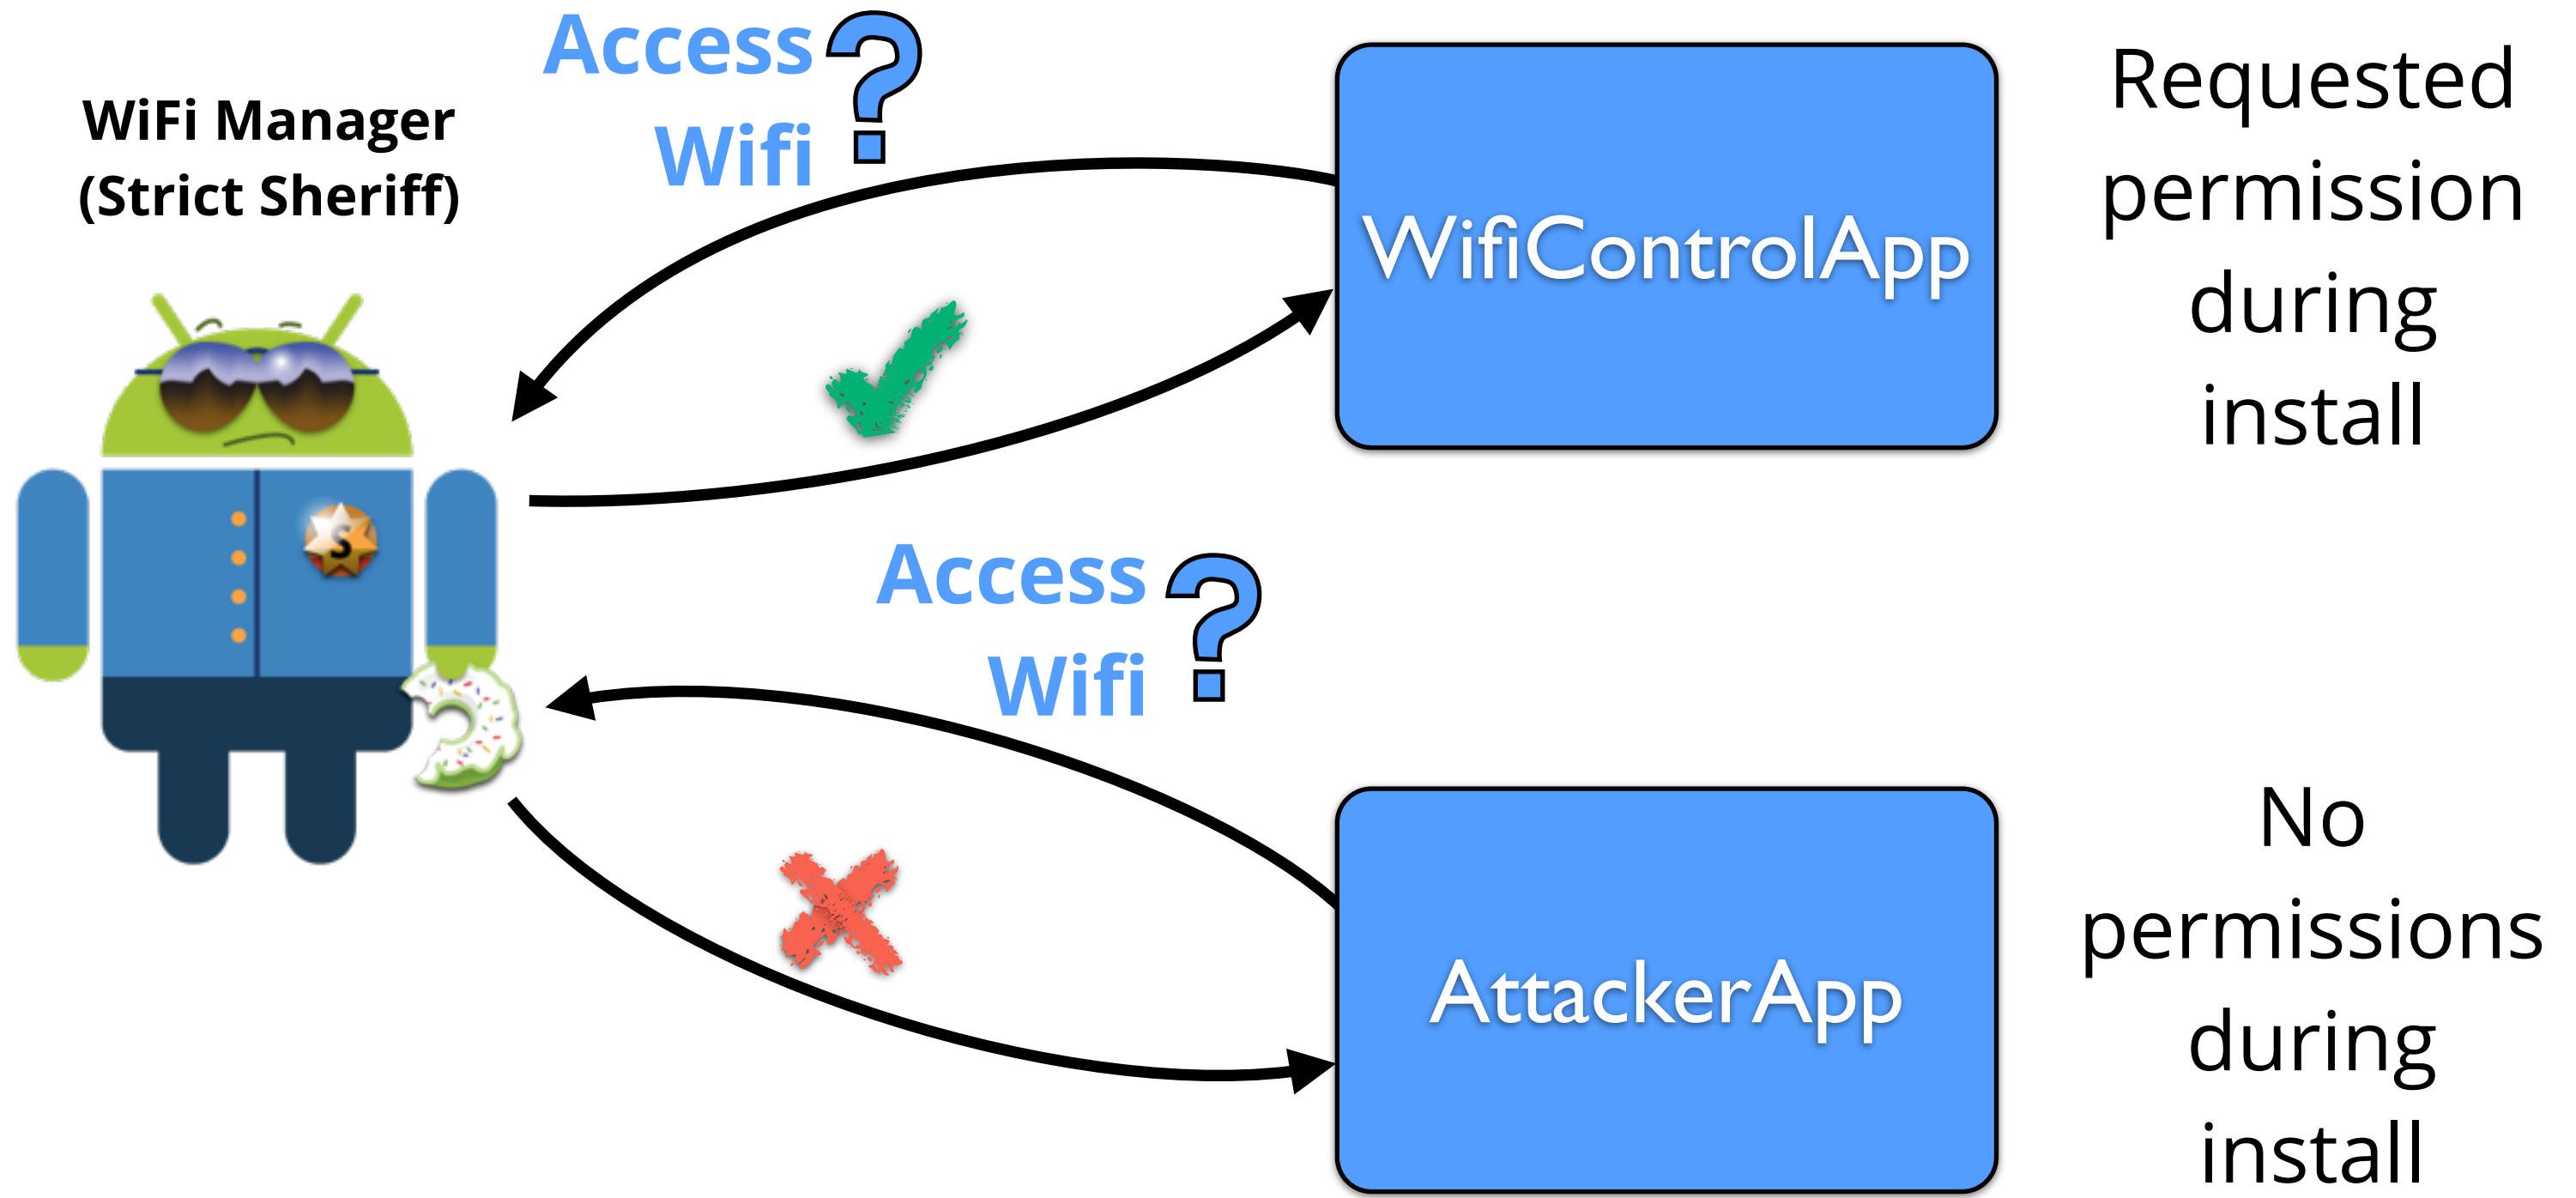 Access
Wifi
?
WiFi Manager
(Strict Sheriff)
WifiControlApp
Requested
permission
during
install
S
Access
Wifi
?
AttackerApp
No
permissions
during
install